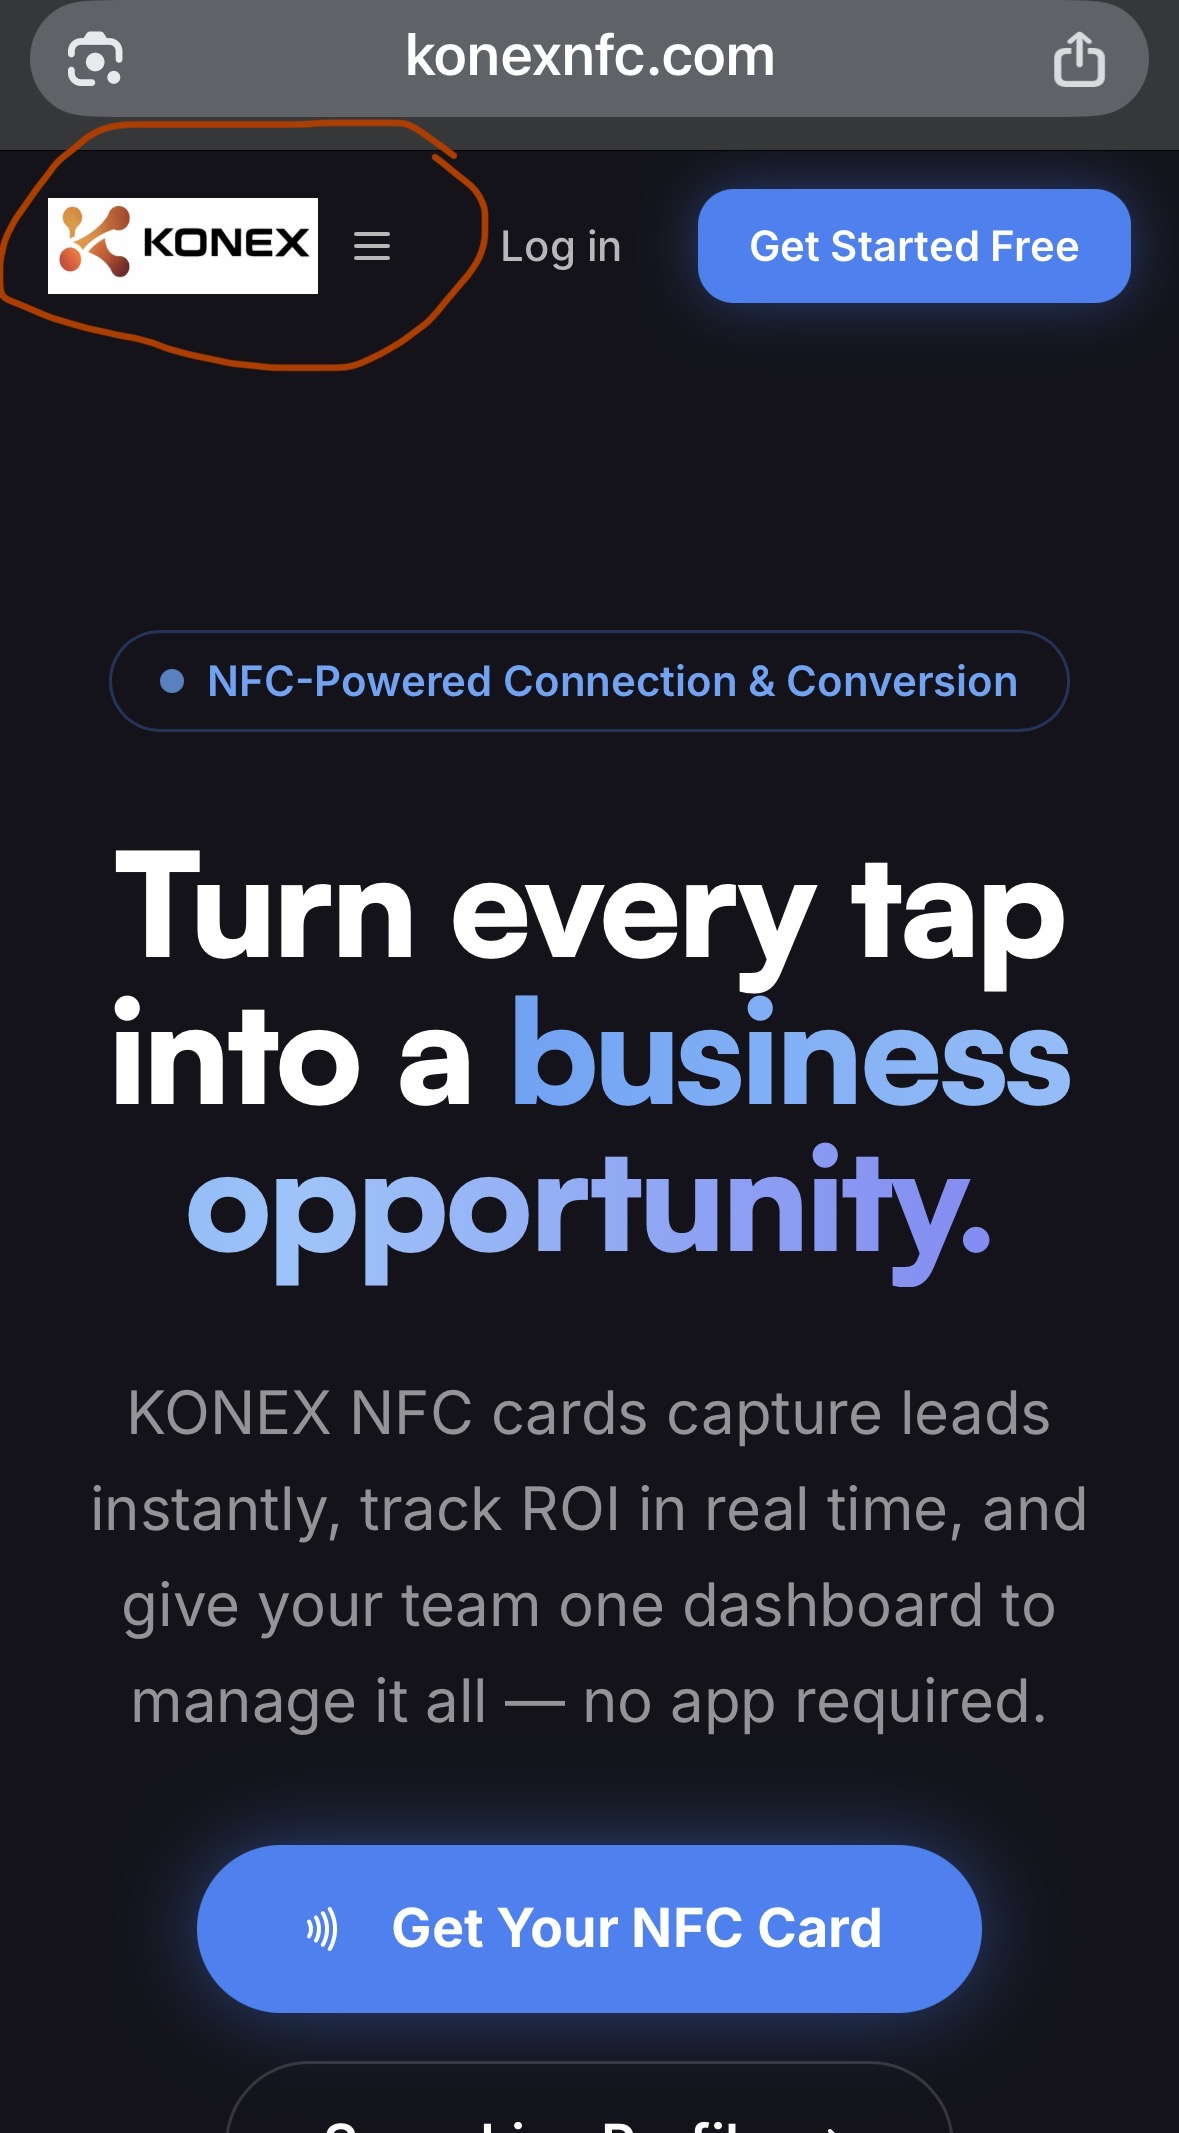 konexnfc.com
KONEX
Log in
Get Started Free
NFC-Powered Connection & Conversion
Turn every tap
into a business
opportunity.
KONEX NFC cards capture leads
instantly, track ROI in real time, and
give your team one dashboard to
manage it all — no app required.
Get Your NFC Card